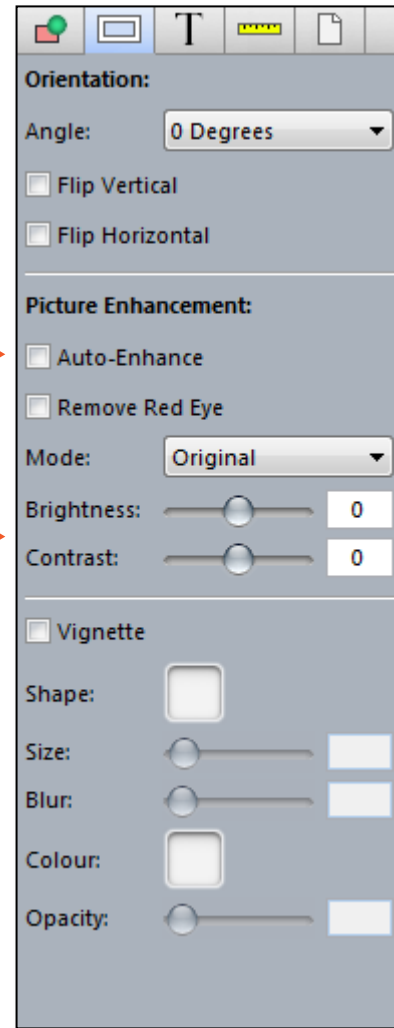 T
Orientation:
Angle: 0 Degrees
Flip Vertical
Flip Horizontal
Picture Enhancement:
Auto-Enhance
Remove Red Eye
Mode: Original
Brightness: 0
Contrast: 0
Vignette
Shape:
Size:
Blur:
Colour:
Opacity: